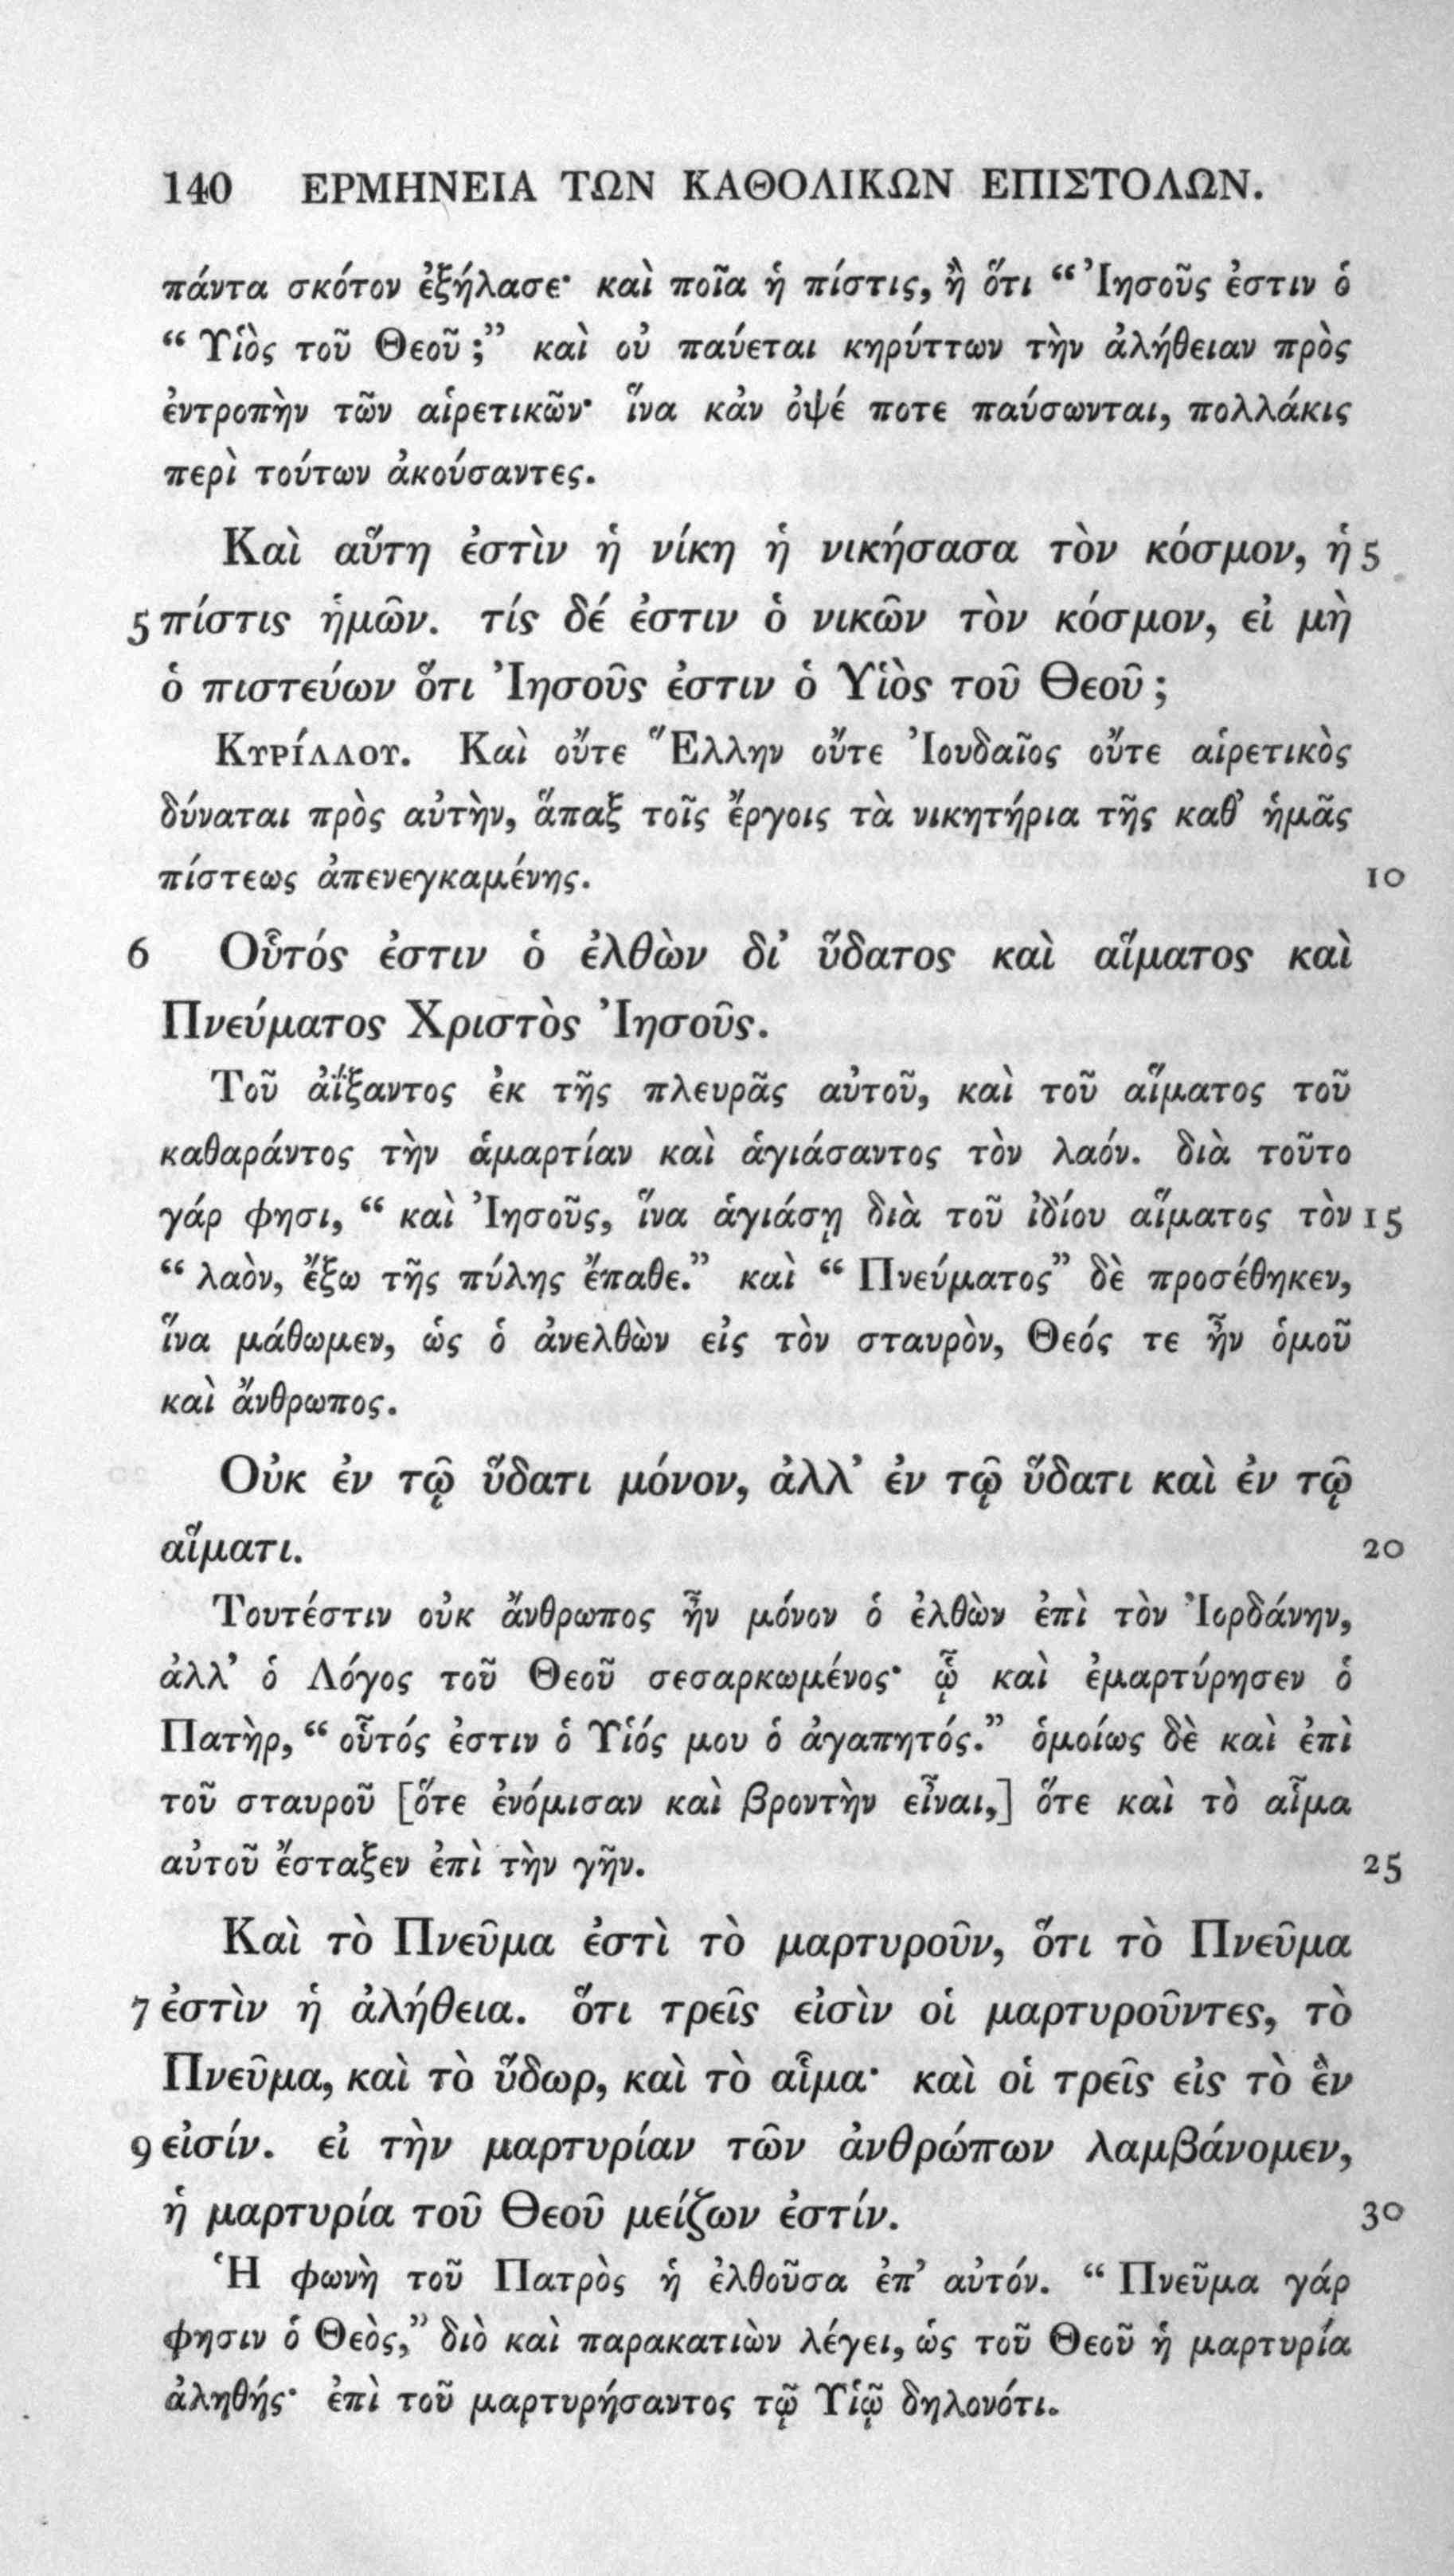 140 ΕΡΜΗΝΕΙΑ ΤΩΝ ΚΑΘΟΛΙΚΩΝ ΕΠΙΣΤΟΛΩΝ.
πάντα σκότον ἐξήλασε· καὶ ποῖα ἡ πίστις, ἢ ὅτι “ Ἰησοῦς ἐστιν ὁ
“ Υἱὸς τοῦ Θεοῦ ;” καὶ οὐ παύεται κηρύττων τὴν ἀλήθειαν πρὸς
ἐντροπὴν τῶν αἱρετικῶν· ἵνα κἀν ὀψέ ποτε παύσωνται, πολλάκις
περὶ τούτων ἀκούσαντες.
Καὶ αὕτη ἐστὶν ἡ νίκη ἡ νικήσασα τὸν κόσμον, ἡ 5
5 πίστις ἡμῶν. τίς δέ ἐστιν ὁ νικῶν τὸν κόσμον, εἰ μὴ
ὁ πιστεύων ὅτι Ἰησοῦς ἐστιν ὁ Υἱὸς τοῦ Θεοῦ ;
ΚΥΡΊΛΛΟΥ. Καὶ οὔτε Ἕλλην οὔτε Ἰουδαῖος οὔτε αἱρετικὸς
δύναται πρὸς αὐτὴν, ἅπαξ τοῖς ἔργοις τὰ νικητήρια τῆς καθ’ ἡμᾶς
πίστεως ἀπενεγκαμένης. 10
6 Οὗτός ἐστιν ὁ ἐλθὼν δι’ ὕδατος καὶ αἵματος καὶ
Πνεύματος Χριστὸς Ἰησοῦς.
Τοῦ ἀΐξαντος ἐκ τῆς πλευρᾶς αὐτοῦ, καὶ τοῦ αἵματος τοῦ
καθαράντος τὴν ἁμαρτίαν καὶ ἁγιάσαντος τὸν λαόν. διὰ τοῦτο
γάρ φησι, “ καὶ Ἰησοῦς, ἵνα ἁγιάσῃ διὰ τοῦ ἰδίου αἵματος τὸν 15
“ λαὸν, ἔξω τῆς πύλης ἔπαθε.” καὶ “ Πνεύματος” δὲ προσέθηκεν,
ἵνα μάθωμεν, ὡς ὁ ἀνελθὼν εἰς τὸν σταυρὸν, Θεός τε ἦν ὁμοῦ
καὶ ἄνθρωπος.
Οὐκ ἐν τῷ ὕδατι μόνον, ἀλλ’ ἐν τῷ ὕδατι καὶ ἐν τῷ
αἵματι. 20
Τουτέστιν οὐκ ἄνθρωπος ἦν μόνον ὁ ἐλθὼν ἐπὶ τὸν Ἰορδάνην,
ἀλλ’ ὁ Λόγος τοῦ Θεοῦ σεσαρκωμένος· ᾧ καὶ ἐμαρτύρησεν ὁ
Πατὴρ, “ οὗτός ἐστιν ὁ Υἱός μου ὁ ἀγαπητός.” ὁμοίως δὲ καὶ ἐπὶ
τοῦ σταυροῦ [ὅτε ἐνόμισαν καὶ βροντὴν εἶναι,] ὅτε καὶ τὸ αἷμα
αὐτοῦ ἔσταξεν ἐπὶ τὴν γῆν. 25
Καὶ τὸ Πνεῦμα ἐστὶ τὸ μαρτυροῦν, ὅτι τὸ Πνεῦμα
7 ἐστὶν ἡ ἀλήθεια. ὅτι τρεῖς εἰσὶν οἱ μαρτυροῦντες, τὸ
Πνεῦμα, καὶ τὸ ὕδωρ, καὶ τὸ αἷμα· καὶ οἱ τρεῖς εἰς τὸ ἓν
9 εἰσίν. εἰ τὴν μαρτυρίαν τῶν ἀνθρώπων λαμβάνομεν,
ἡ μαρτυρία τοῦ Θεοῦ μείζων ἐστίν. 30
Ἡ φωνὴ τοῦ Πατρὸς ἡ ἐλθοῦσα ἐπ’ αὐτόν. “ Πνεῦμα γάρ
φησιν ὁ Θεὸς,” διὸ καὶ παρακατιὼν λέγει, ὡς τοῦ Θεοῦ ἡ μαρτυρία
ἀληθής· ἐπὶ τοῦ μαρτυρήσαντος τῷ Υἱῷ δηλονότι.